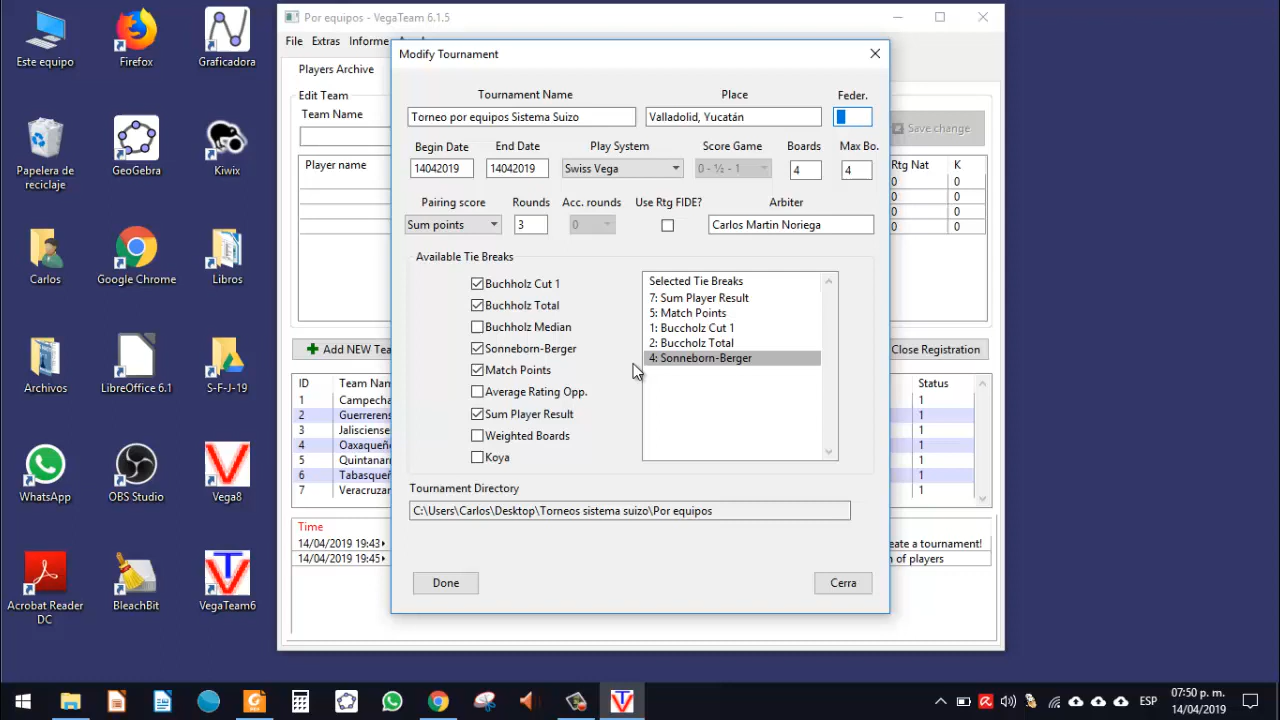 Este equipo
Firefox
Graficadora
Papelera de
reciclaje
GeoGebra
Kiwix
Carlos
Google Chrome
Libros
Archivos
LibreOffice 6.1
S-F-J-19
WhatsApp
OBS Studio
Vega8
Acrobat Reader
DC
BleachBit
VegaTeam6
Por equipos - VegaTeam 6.1.5
File Extras Informe
Players Archive
Edit Team
Team Name
Save change
Player name
Rtg Nat K
0 0
0 0
0 0
0 0
Add NEW Tea
Close Registration
ID Team Nam Status
1 Campech 1
2 Guerreren 1
3 Jaliscienses 1
4 Oaxaqueño 1
5 Quintanar 1
6 Tabasqueñ 1
7 Veracruzan 1
Time
14/04/2019 19:43 eate a tournament!
14/04/2019 19:45 n of players
Modify Tournament
Tournament Name Place Feder.
Torneo por equipos Sistema Suizo Valladolid, Yucatán
Begin Date End Date Play System Score Game Boards Max Bo.
14042019 14042019 Swiss Vega 0 - ½ - 1 4 4
Pairing score Rounds Acc. rounds Use Rtg FIDE? Arbiter
Sum points 3 0 Carlos Martin Noriega
Available Tie Breaks
Buchholz Cut 1
Buchholz Total
Buchholz Median
Sonneborn-Berger
Match Points
Average Rating Opp.
Sum Player Result
Weighted Boards
Koya
Selected Tie Breaks
7: Sum Player Result
5: Match Points
1: Buccholz Cut 1
2: Buccholz Total
4: Sonneborn-Berger
Tournament Directory
C:\Users\Carlos\Desktop\Torneos sistema suizo\Por equipos
Done
Cerra
ESP
07:50 p. m.
14/04/2019